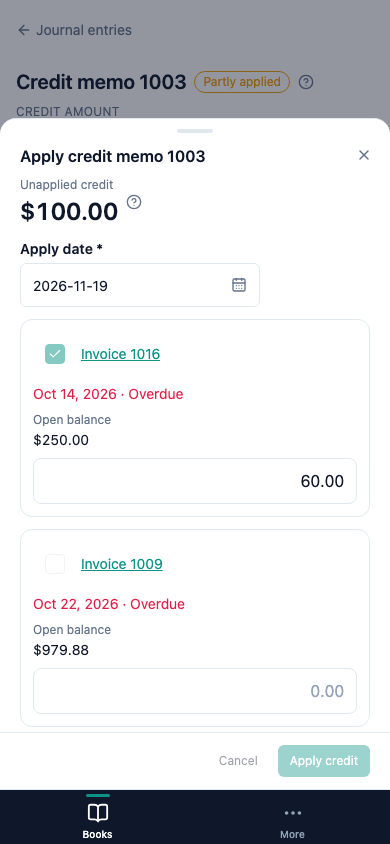 Journal entries
Credit memo 1003 Partly applied
CREDIT AMOUNT
Apply credit memo 1003
Unapplied credit
$100.00
Apply date *
2026-11-19
Invoice 1016
Oct 14, 2026 · Overdue
Open balance
$250.00
60.00
Invoice 1009
Oct 22, 2026 · Overdue
Open balance
$979.88
0.00
Cancel Apply credit
Books More